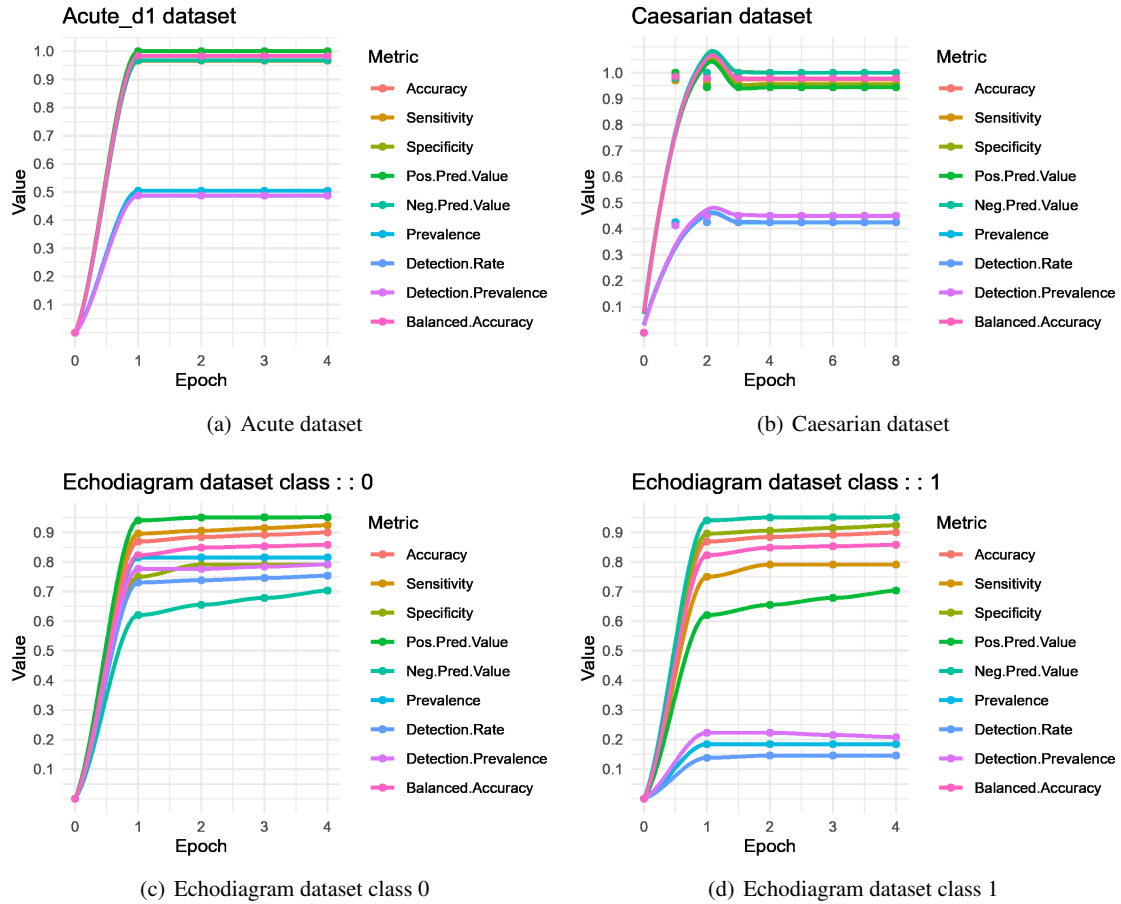 Acute_d1 dataset
1.0
0.9
0.8
0.7
0.6
0.5
0.4
0.3
0.2
0.1
Value
0 1 2 3 4
Epoch
Metric
Accuracy
Sensitivity
Specificity
Pos.Pred.Value
Neg.Pred.Value
Prevalence
Detection.Rate
Detection.Prevalence
Balanced.Accuracy
(a) Acute dataset
Caesarian dataset
1.0
0.9
0.8
0.7
0.6
0.5
0.4
0.3
0.2
0.1
Value
0 2 4 6 8
Epoch
Metric
Accuracy
Sensitivity
Specificity
Pos.Pred.Value
Neg.Pred.Value
Prevalence
Detection.Rate
Detection.Prevalence
Balanced.Accuracy
(b) Caesarian dataset
Echodiagram dataset class : : 0
0.9
0.8
0.7
0.6
0.5
0.4
0.3
0.2
0.1
Value
0 1 2 3 4
Epoch
Metric
Accuracy
Sensitivity
Specificity
Pos.Pred.Value
Neg.Pred.Value
Prevalence
Detection.Rate
Detection.Prevalence
Balanced.Accuracy
(c) Echodiagram dataset class 0
Echodiagram dataset class : : 1
0.9
0.8
0.7
0.6
0.5
0.4
0.3
0.2
0.1
Value
0 1 2 3 4
Epoch
Metric
Accuracy
Sensitivity
Specificity
Pos.Pred.Value
Neg.Pred.Value
Prevalence
Detection.Rate
Detection.Prevalence
Balanced.Accuracy
(d) Echodiagram dataset class 1